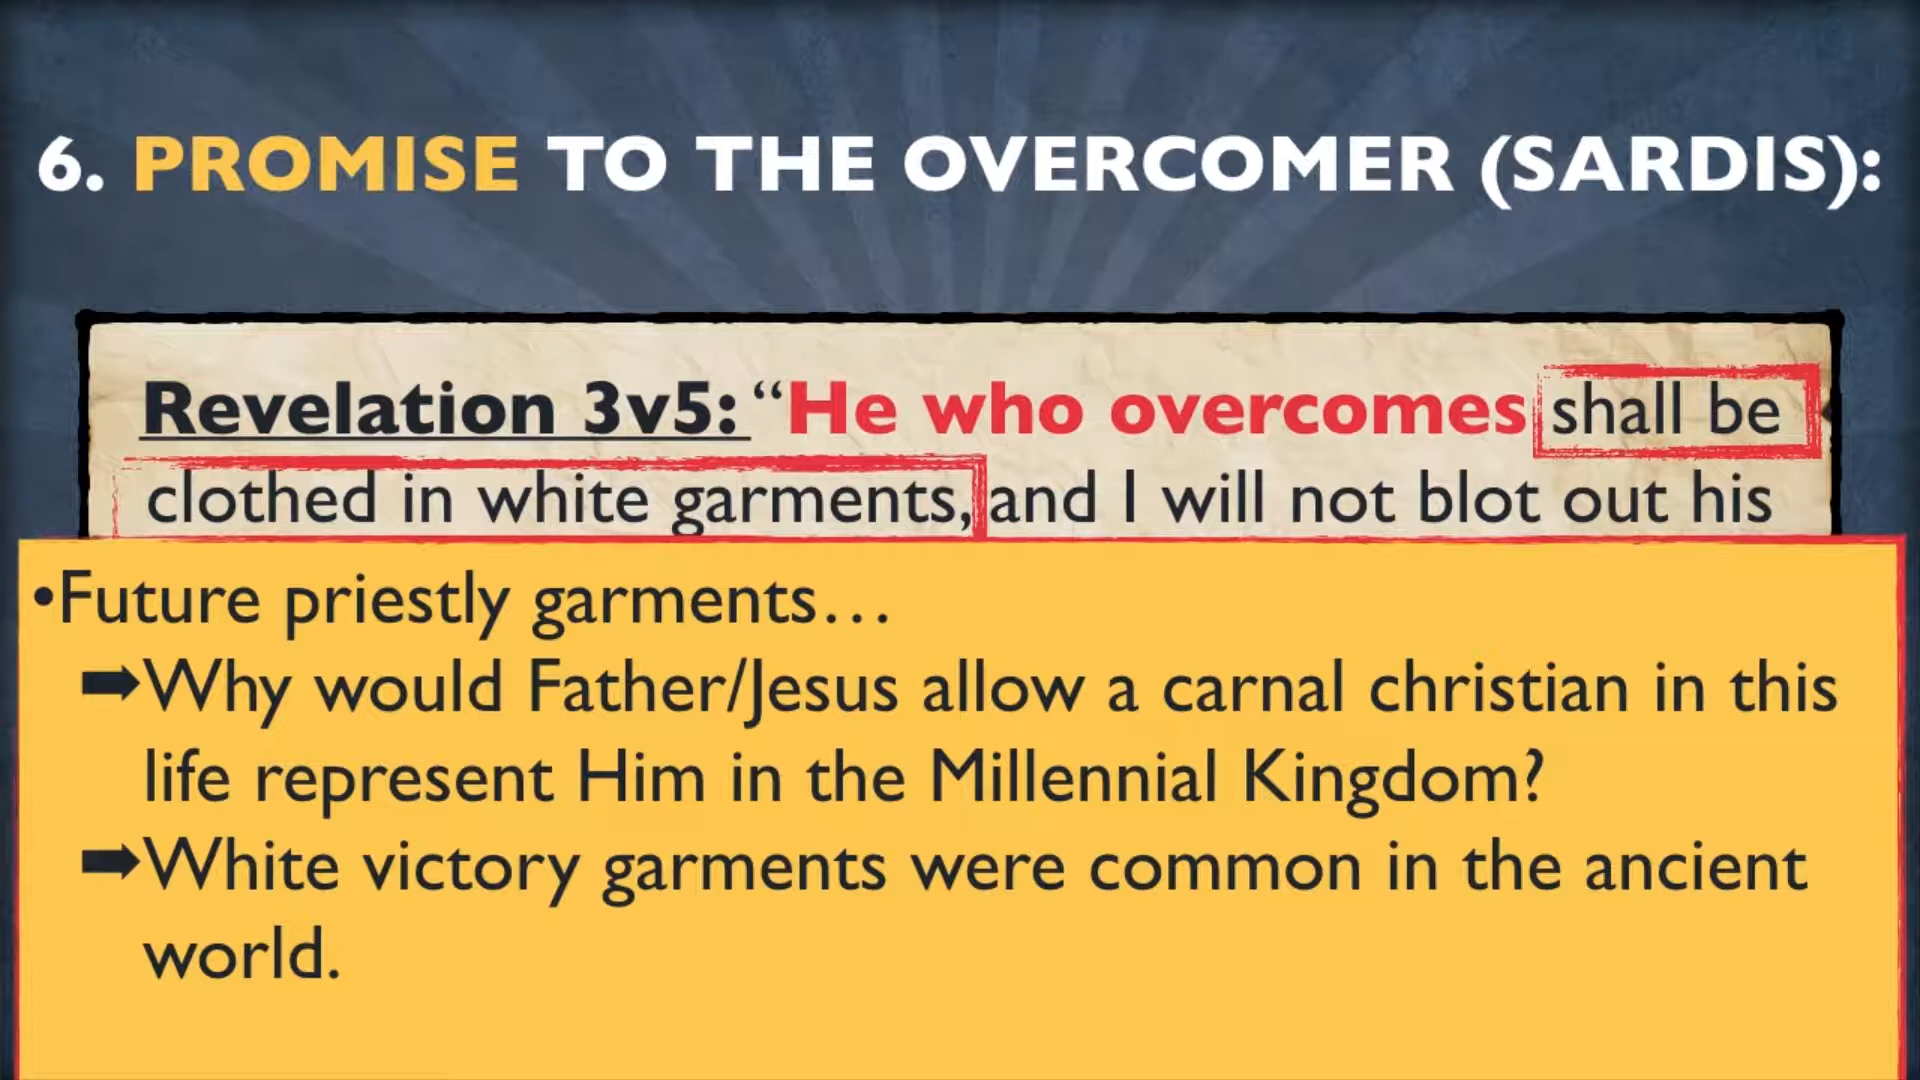 6. PROMISE TO THE OVERCOMER (SARDIS):
Revelation 3v5: “He who overcomes shall be
clothed in white garments, and I will not blot out his
•Future priestly garments…
➡Why would Father/Jesus allow a carnal christian in this
life represent Him in the Millennial Kingdom?
➡White victory garments were common in the ancient
world.